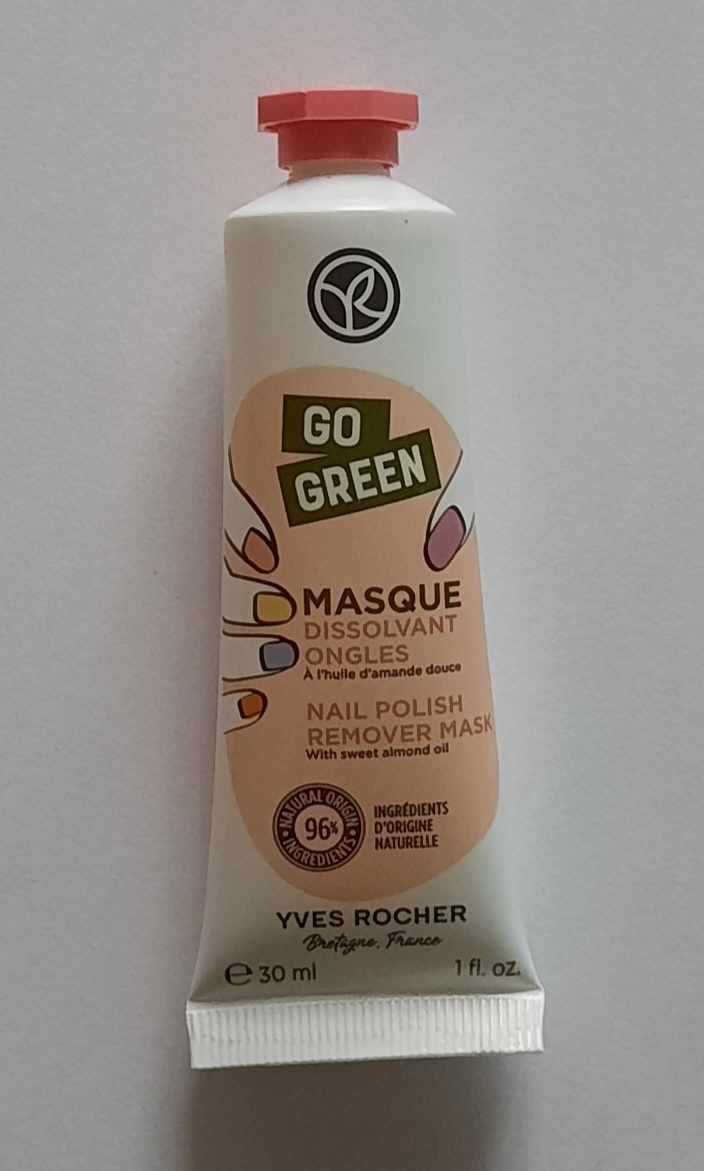 GO
GREEN
MASQUE
DISSOLVANT
ONGLES
À l'huile d'amande douce
NAIL POLISH
REMOVER MASK
With sweet almond oil
NATURAL ORIGIN
96%
INGREDIENTS
INGRÉDIENTS
D'ORIGINE
NATURELLE
YVES ROCHER
Bretagne, France
℮ 30 ml 1 fl. oz.